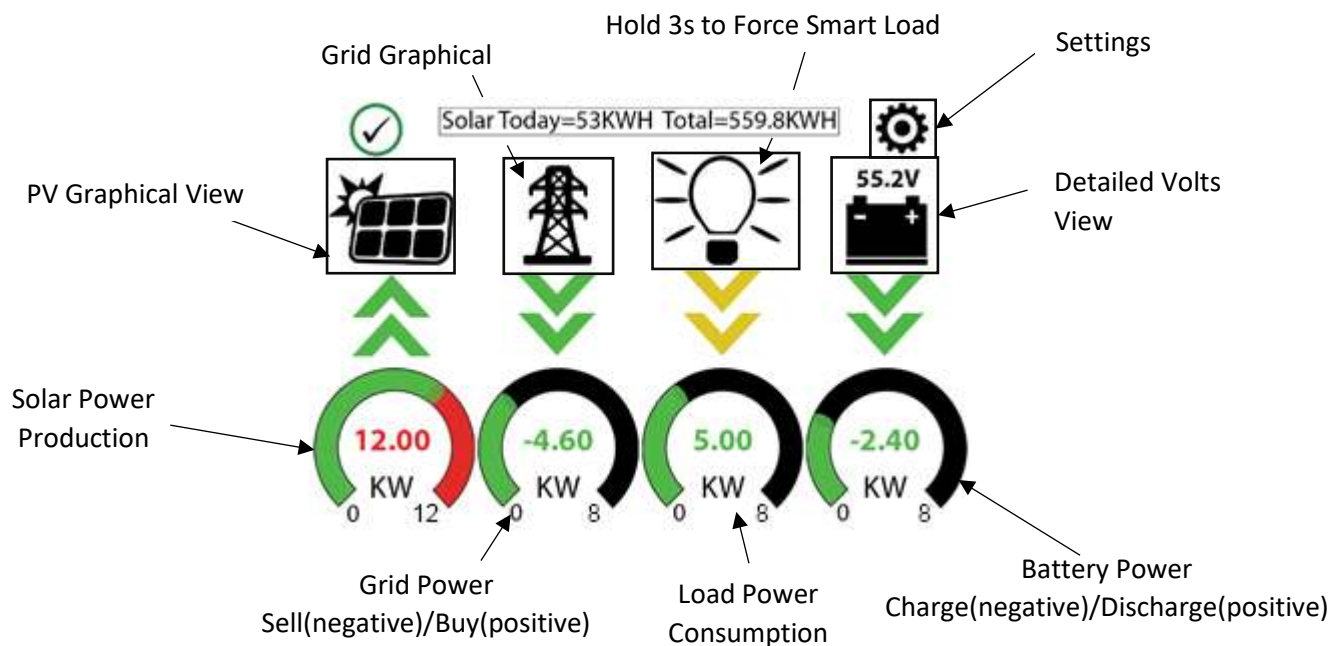 Hold 3s to Force Smart Load
Grid Graphical
Settings
Solar Today=53KWH Total=559.8KWH
PV Graphical View
55.2V
- +
Detailed Volts
View
Solar Power
Production
12.00
KW
0 12
-4.60
KW
0 8
5.00
KW
0 8
-2.40
KW
0 8
Grid Power
Sell(negative)/Buy(positive)
Load Power
Consumption
Battery Power
Charge(negative)/Discharge(positive)